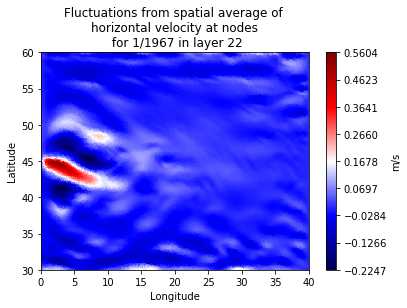 Fluctuations from spatial average of
horizontal velocity at nodes
for 1/1967 in layer 22
60
55
50
45
40
35
30
Latitude
0 5 10 15 20 25 30 35 40
Longitude
0.5604
0.4623
0.3641
0.2660
0.1678
0.0697
−0.0284
−0.1266
−0.2247
m/s